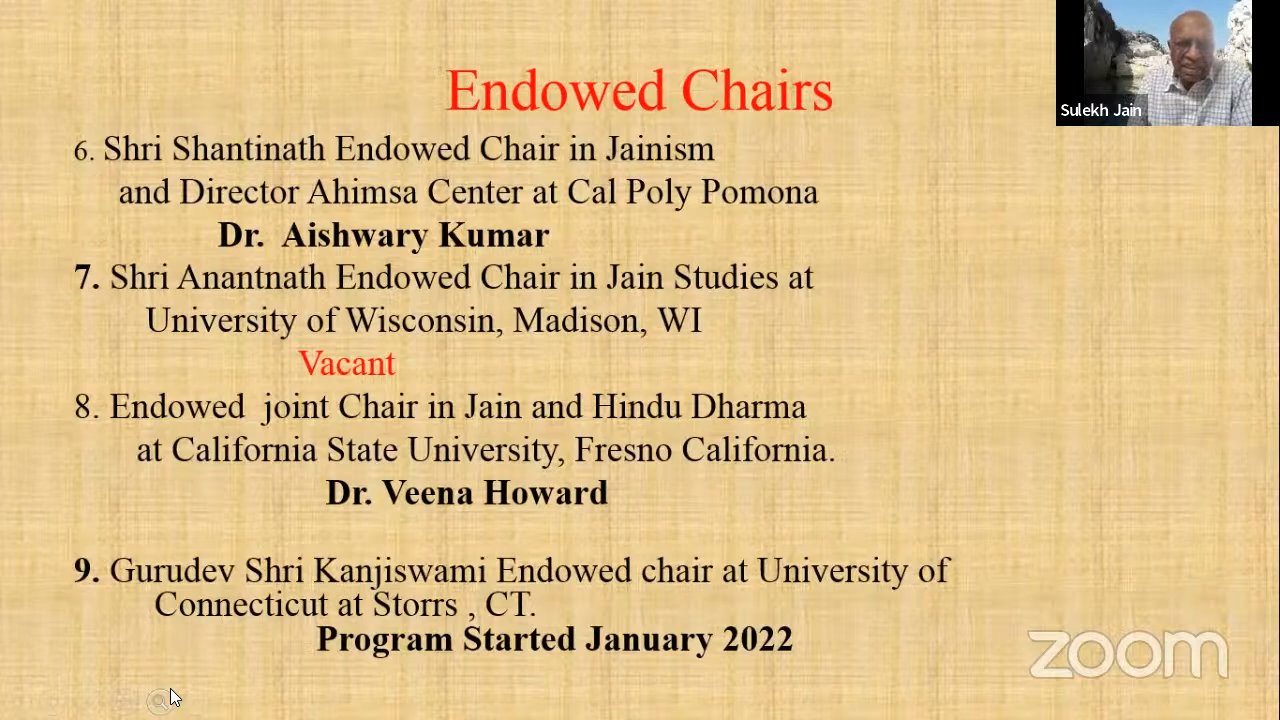 Endowed Chairs
Sulekh Jain
6. Shri Shantinath Endowed Chair in Jainism
and Director Ahimsa Center at Cal Poly Pomona
Dr. Aishwary Kumar
7. Shri Anantnath Endowed Chair in Jain Studies at
University of Wisconsin, Madison, WI
Vacant
8. Endowed joint Chair in Jain and Hindu Dharma
at California State University, Fresno California.
Dr. Veena Howard
9. Gurudev Shri Kanjiswami Endowed chair at University of
Connecticut at Storrs , CT.
Program Started January 2022
zoom